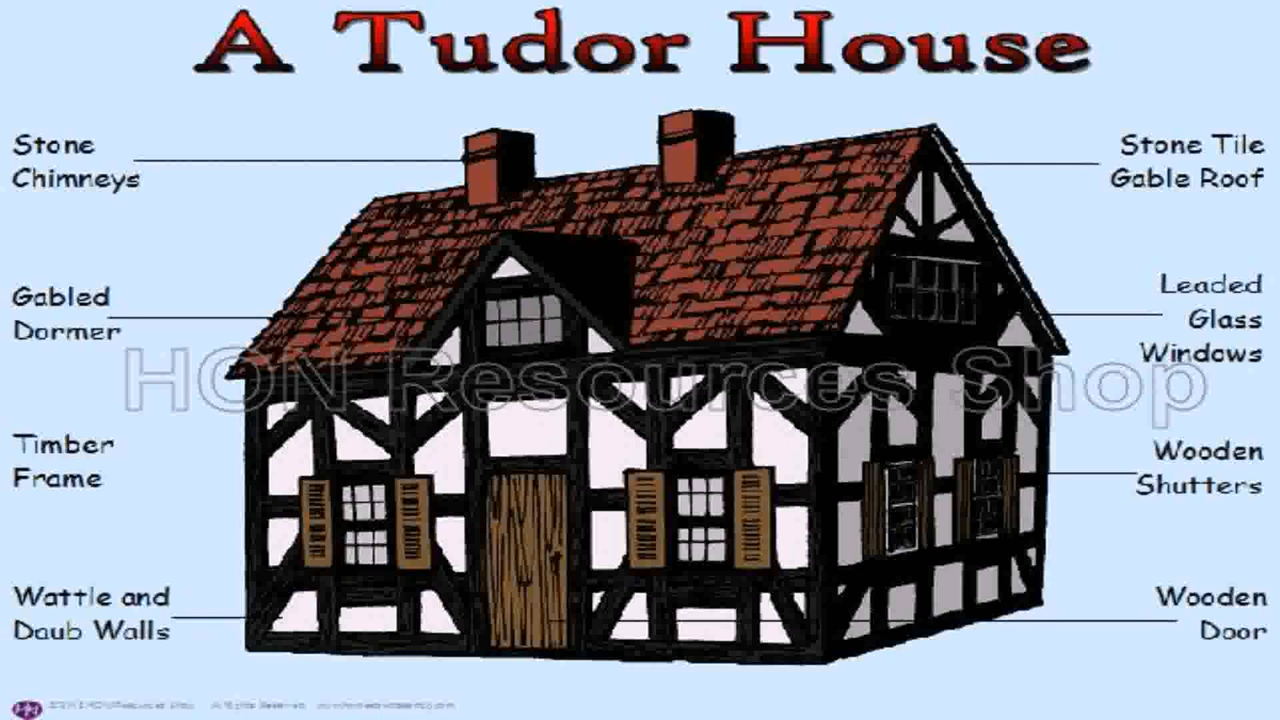 A Tudor House
Stone
Chimneys
Stone Tile
Gable Roof
Gabled
Dormer
Leaded
Glass
Windows
HON Resources Shop
Timber
Frame
Wooden
Shutters
Wattle and
Daub Walls
Wooden
Door